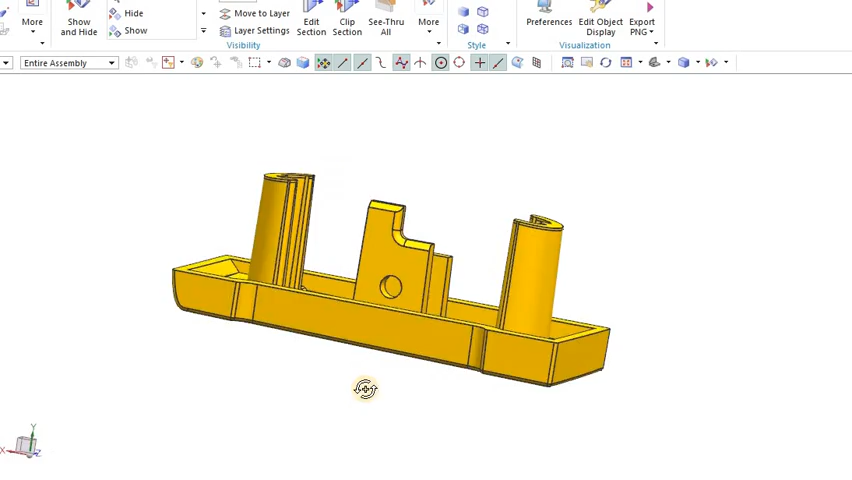 More
Show
and Hide
Hide
Show
Move to Layer
Layer Settings
Edit
Section
Clip
Section
See-Thru
All
More
Visibility
Style
Preferences
Edit Object
Display
Export
PNG
Visualization
Entire Assembly
X
Y
Z